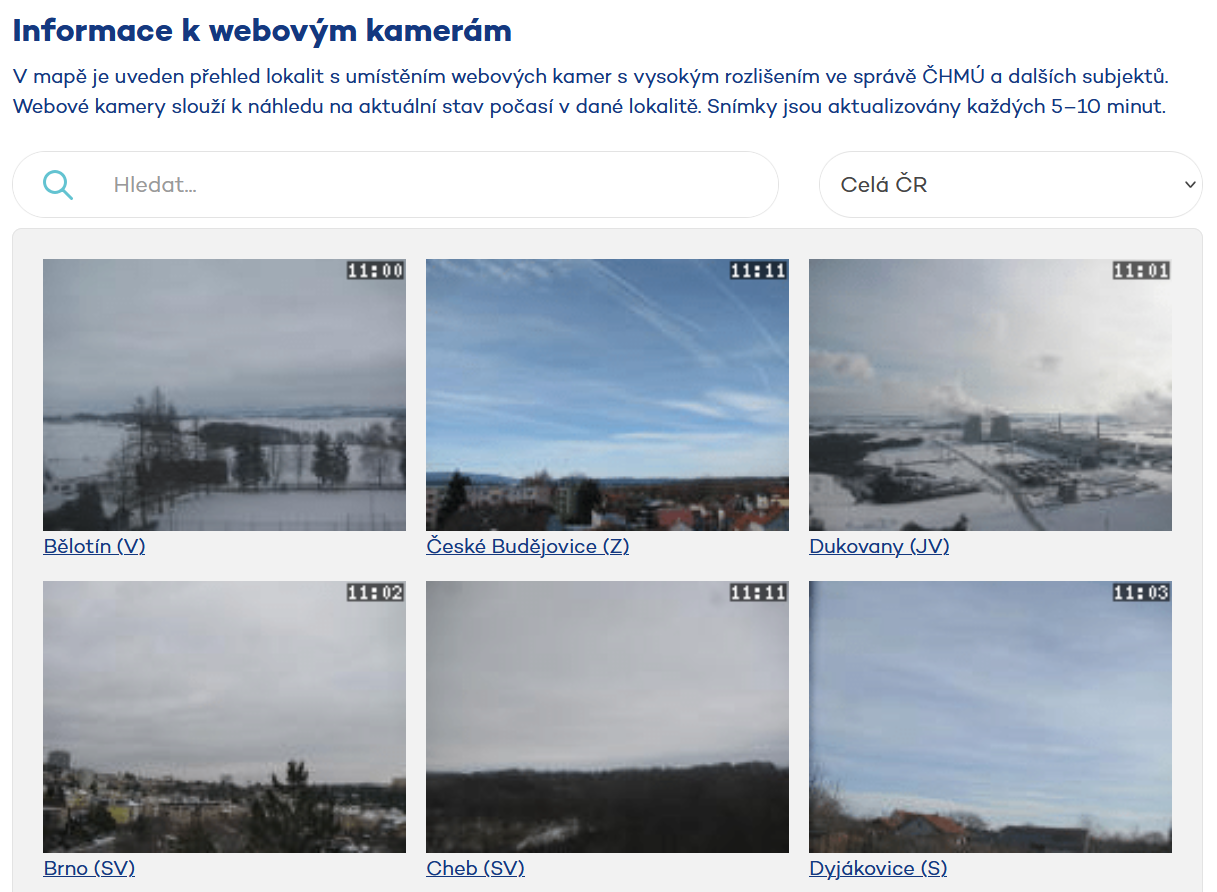 Informace k webovým kamerám
V mapě je uveden přehled lokalit s umístěním webových kamer s vysokým rozlišením ve správě ČHMÚ a dalších subjektů.
Webové kamery slouží k náhledu na aktuální stav počasí v dané lokalitě. Snímky jsou aktualizovány každých 5–10 minut.
Hledat...
Celá ČR
11:00
11:11
11:01
Bělotín (V)
České Budějovice (Z)
Dukovany (JV)
11:02
11:11
11:03
Brno (SV)
Cheb (SV)
Dyjákovice (S)